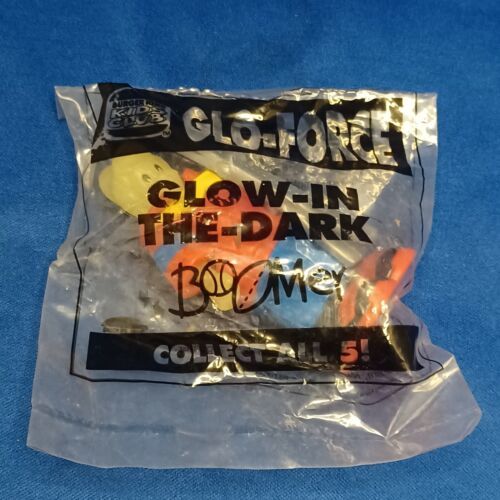 BURGER KING
KIDS
CLUB
GLO-FORCE
GLOW-IN
THE-DARK
BOOMER
COLLECT ALL 5!